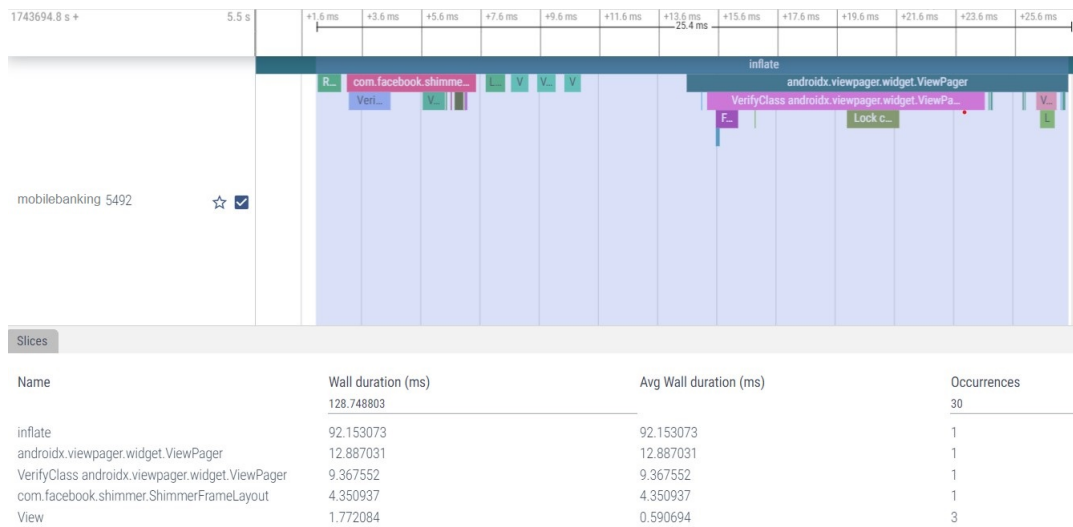 1743694.8 s + 5.5 s +1.6 ms +3.6 ms +5.6 ms +7.6 ms +9.6 ms +11.6 ms +13.6 ms +15.6 ms +17.6 ms +19.6 ms +21.6 ms +23.6 ms +25.6 ms
25.4 ms
inflate
R... com.facebook.shimme... L... V V... V androidx.viewpager.widget.ViewPager
Veri... V... VerifyClass androidx.viewpager.widget.ViewPa... V...
F... Lock c... L
mobilebanking 5492
Slices
Name Wall duration (ms) Avg Wall duration (ms) Occurrences
128.748803 30
inflate 92.153073 92.153073 1
androidx.viewpager.widget.ViewPager 12.887031 12.887031 1
VerifyClass androidx.viewpager.widget.ViewPager 9.367552 9.367552 1
com.facebook.shimmer.ShimmerFrameLayout 4.350937 4.350937 1
View 1.772084 0.590694 3